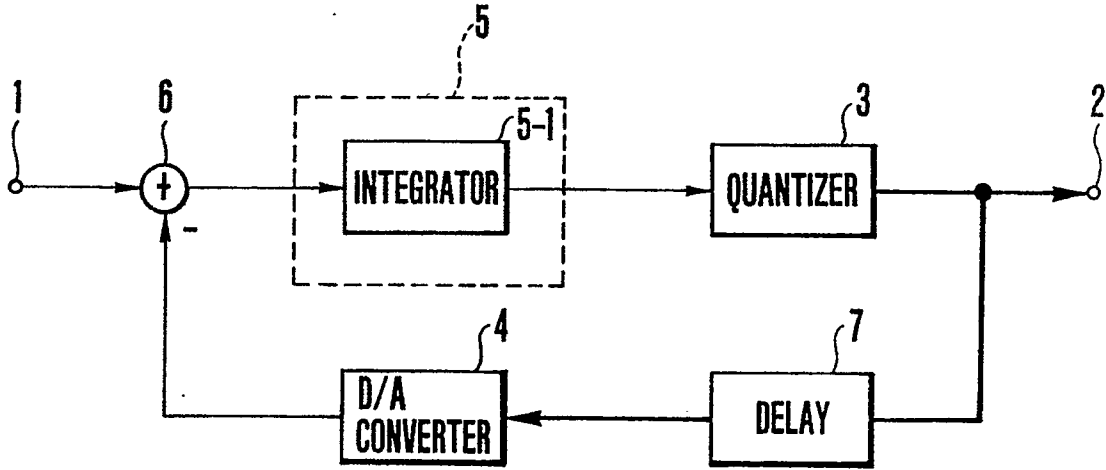 5
1
6
5-1
3
2
+
INTEGRATOR
QUANTIZER
-
4
7
D/A
CONVERTER
DELAY